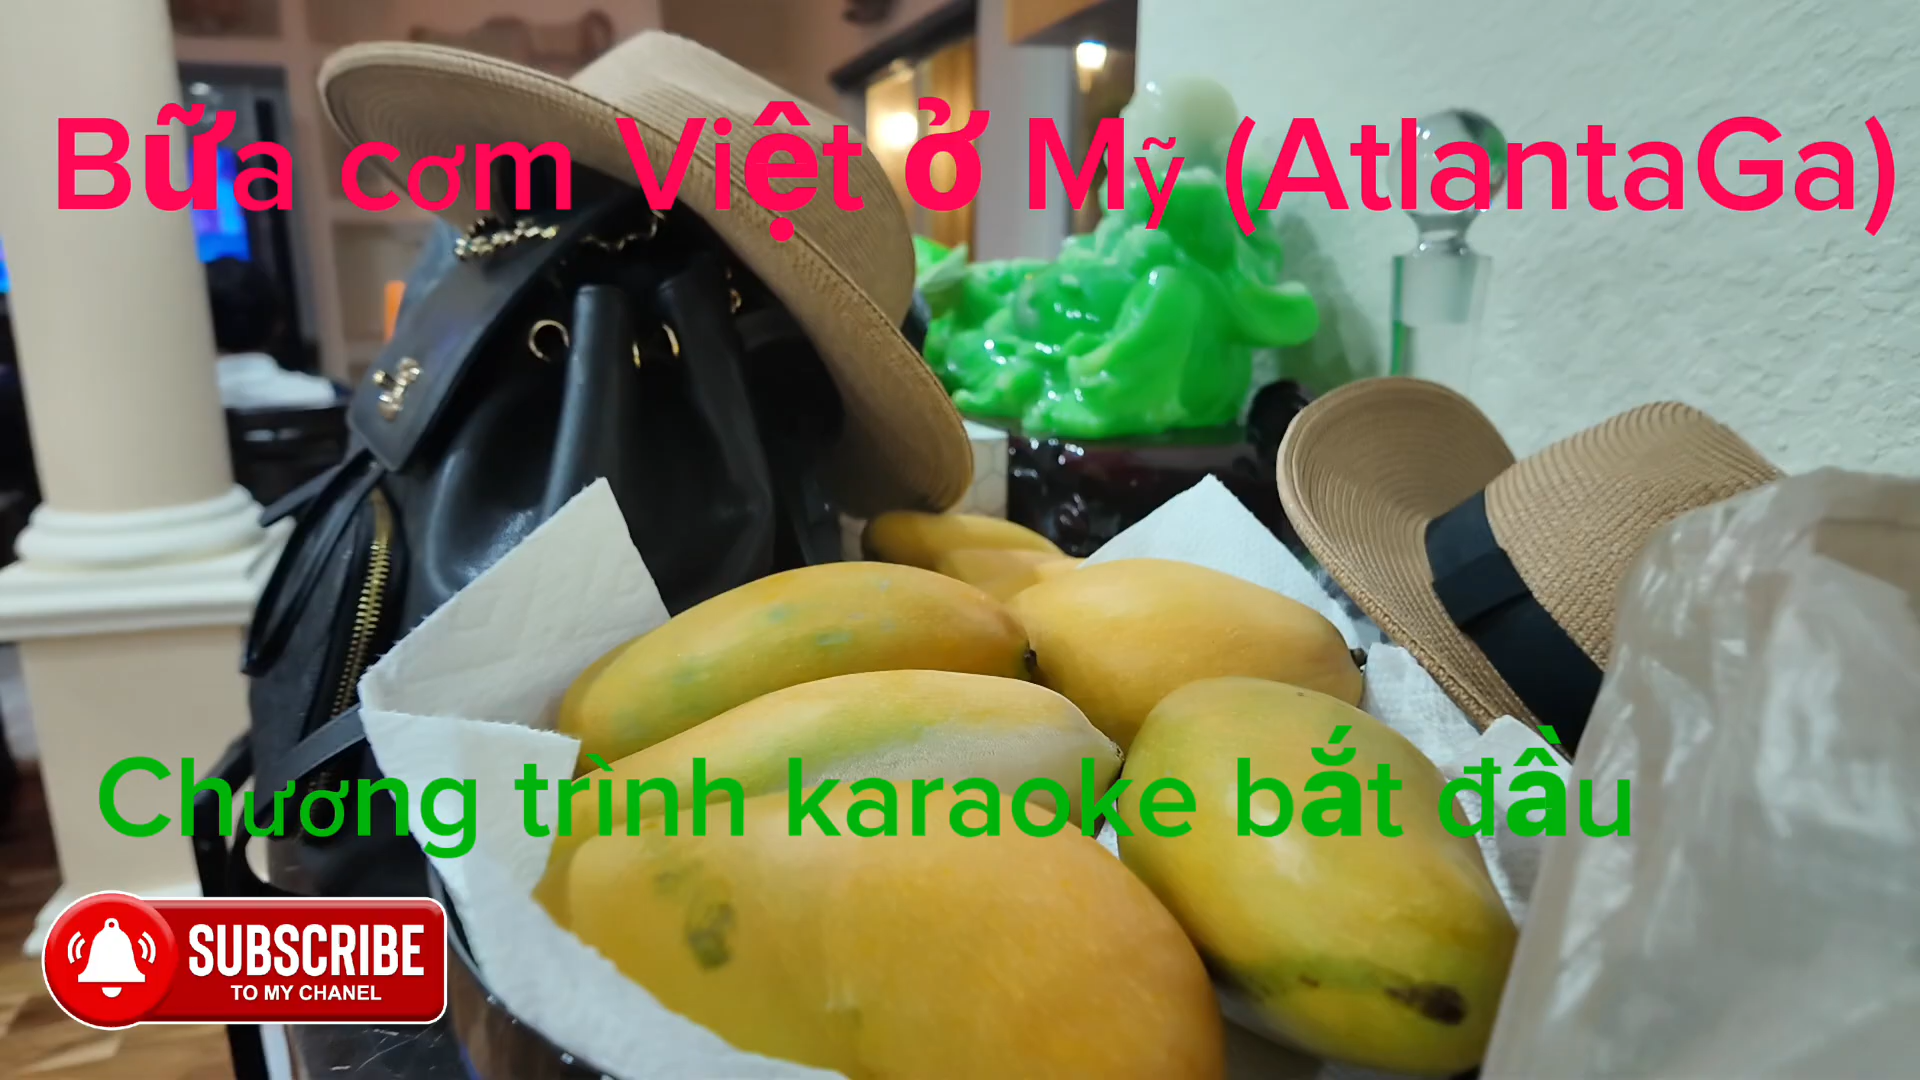 Bữa cơm Việt ở Mỹ (AtlantaGa)
Chương trình karaoke bắt đầu
SUBSCRIBE
TO MY CHANEL